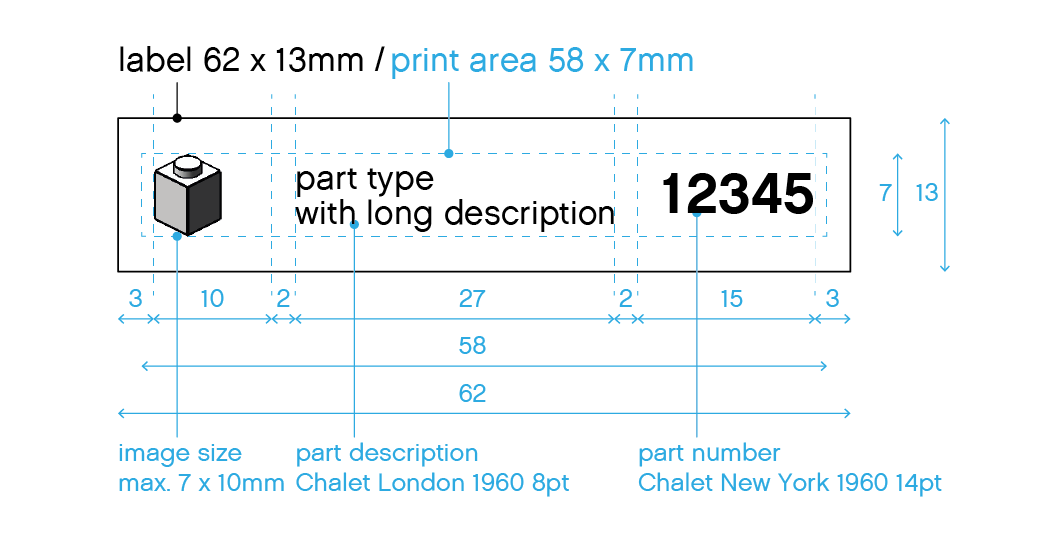 label 62 x 13mm / print area 58 x 7mm
part type
with long description
12345
7
13
3
10
2
27
2
15
3
58
62
image size
max. 7 x 10mm
part description
Chalet London 1960 8pt
part number
Chalet New York 1960 14pt